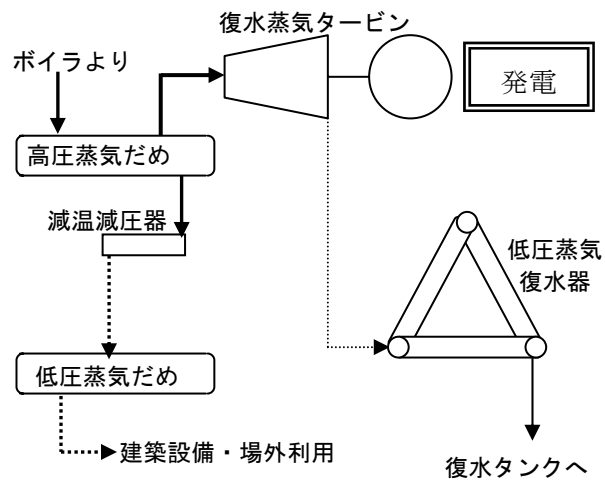 復水蒸気タービン
ボイラより
発電
高圧蒸気だめ
減温減圧器
低圧蒸気
復水器
低圧蒸気だめ
建築設備・場外利用
復水タンクへ